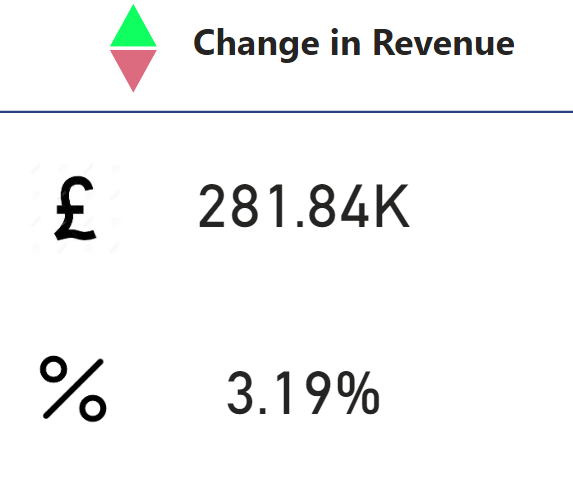 Change in Revenue
£ 281.84K
% 3.19%